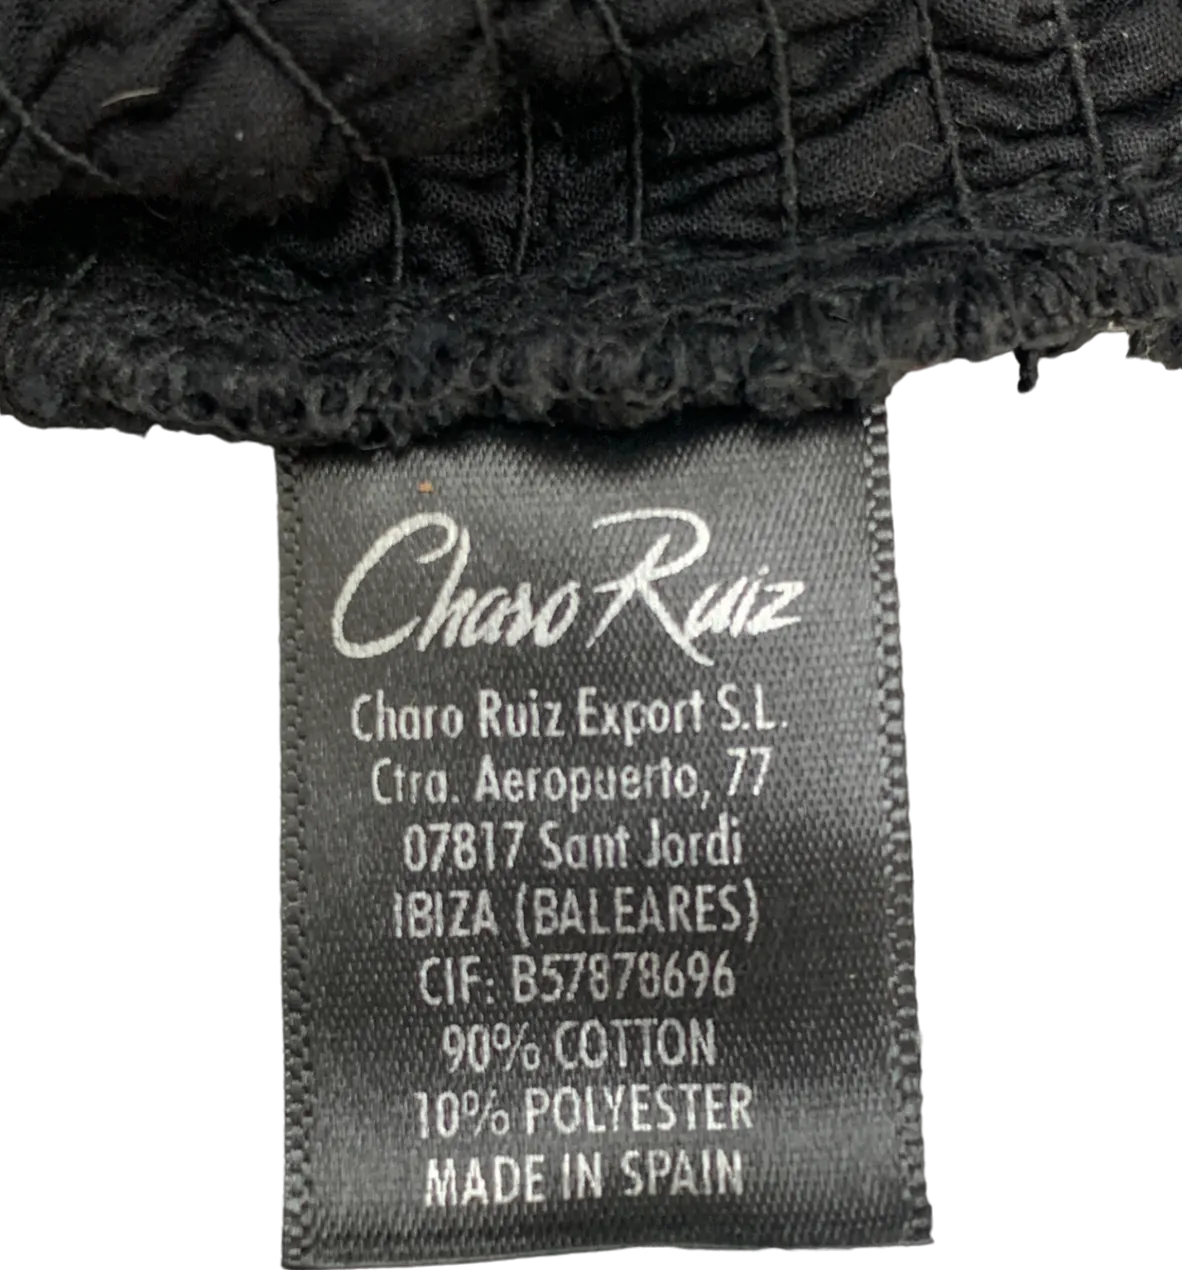 Charo Ruiz
Charo Ruiz Export S.L.
Ctra. Aeropuerto, 77
07817 Sant Jordi
IBIZA (BALEARES)
CIF: B57878696
90% COTTON
10% POLYESTER
MADE IN SPAIN